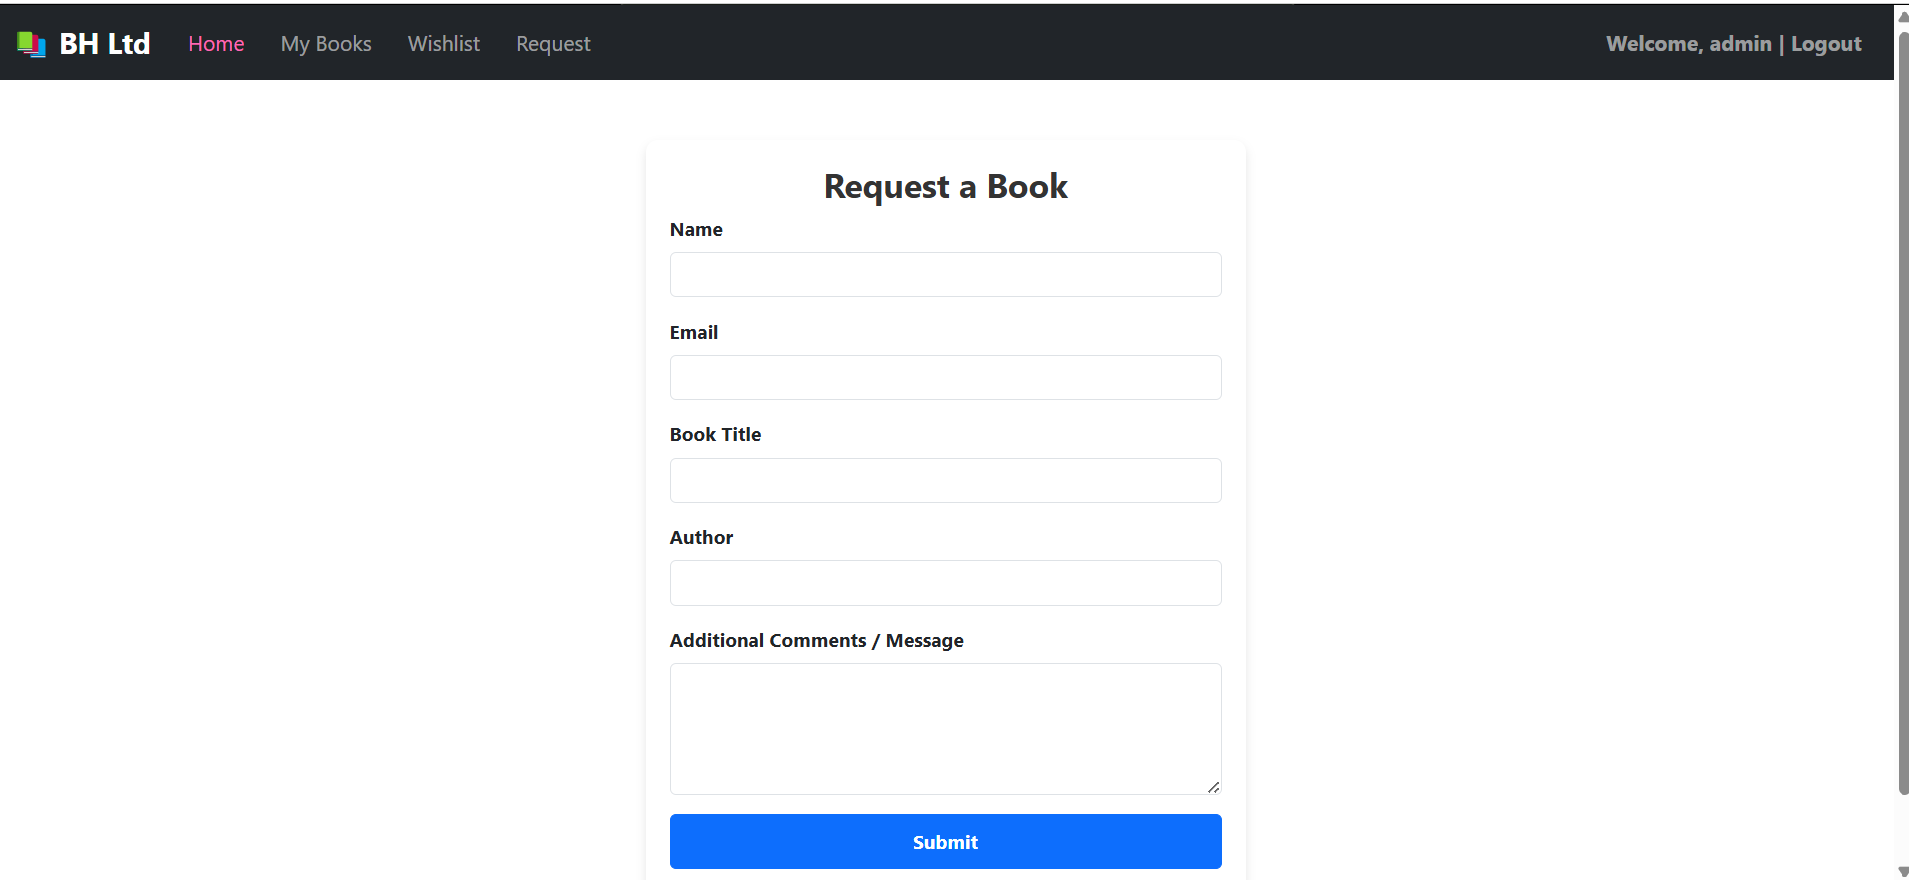 BH Ltd Home My Books Wishlist Request Welcome, admin | Logout
Request a Book
Name
Email
Book Title
Author
Additional Comments / Message
Submit